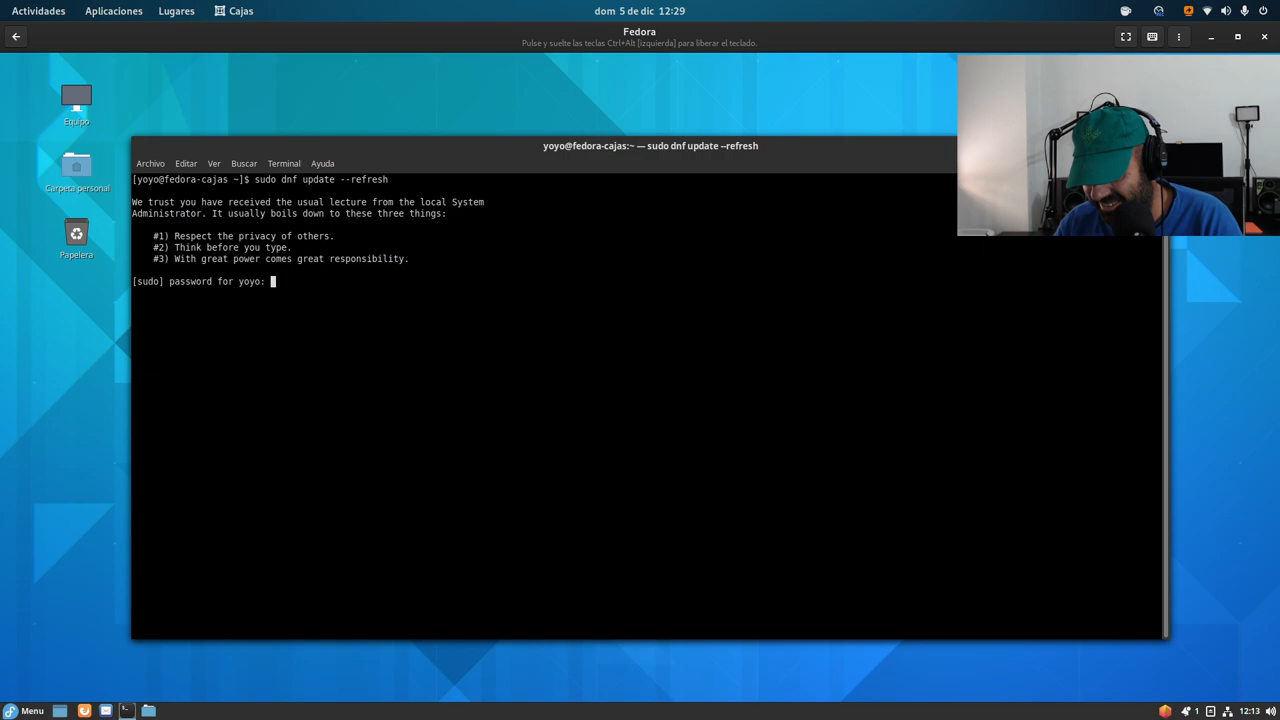 Actividades Aplicaciones Lugares Cajas dom 5 de dic 12:29
Fedora
Pulse y suelte las teclas Ctrl+Alt [izquierda] para liberar el teclado.
Equipo
Carpeta personal
Papelera
yoyo@fedora-cajas:~ — sudo dnf update --refresh
Archivo Editar Ver Buscar Terminal Ayuda
[yoyo@fedora-cajas ~]$ sudo dnf update --refresh
We trust you have received the usual lecture from the local System
Administrator. It usually boils down to these three things:
#1) Respect the privacy of others.
#2) Think before you type.
#3) With great power comes great responsibility.
[sudo] password for yoyo:
Menu 1 12:13